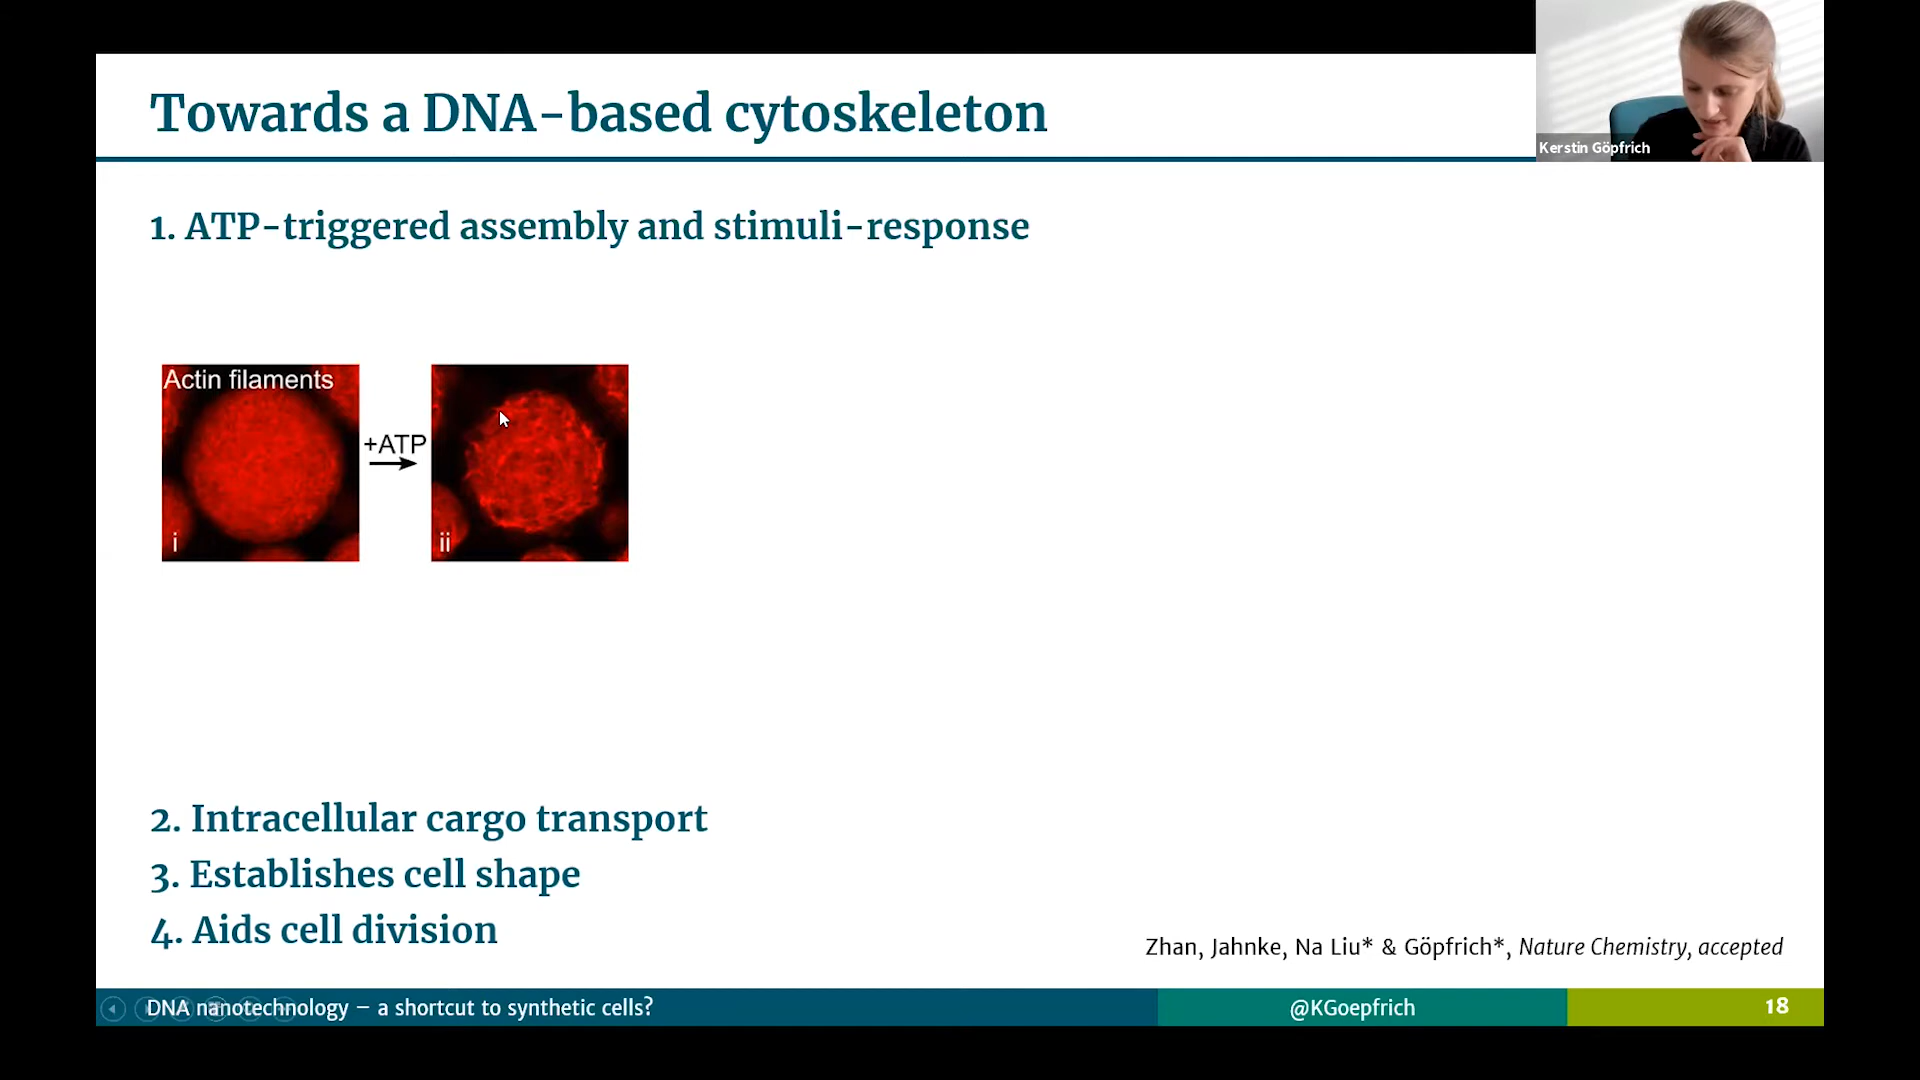 Towards a DNA-based cytoskeleton
Kerstin Göpfrich
1. ATP-triggered assembly and stimuli-response
Actin filaments
+ATP
i
ii
2. Intracellular cargo transport
3. Establishes cell shape
4. Aids cell division
Zhan, Jahnke, Na Liu* & Göpfrich*, Nature Chemistry, accepted
DNA nanotechnology – a shortcut to synthetic cells?
@KGoepfrich
18